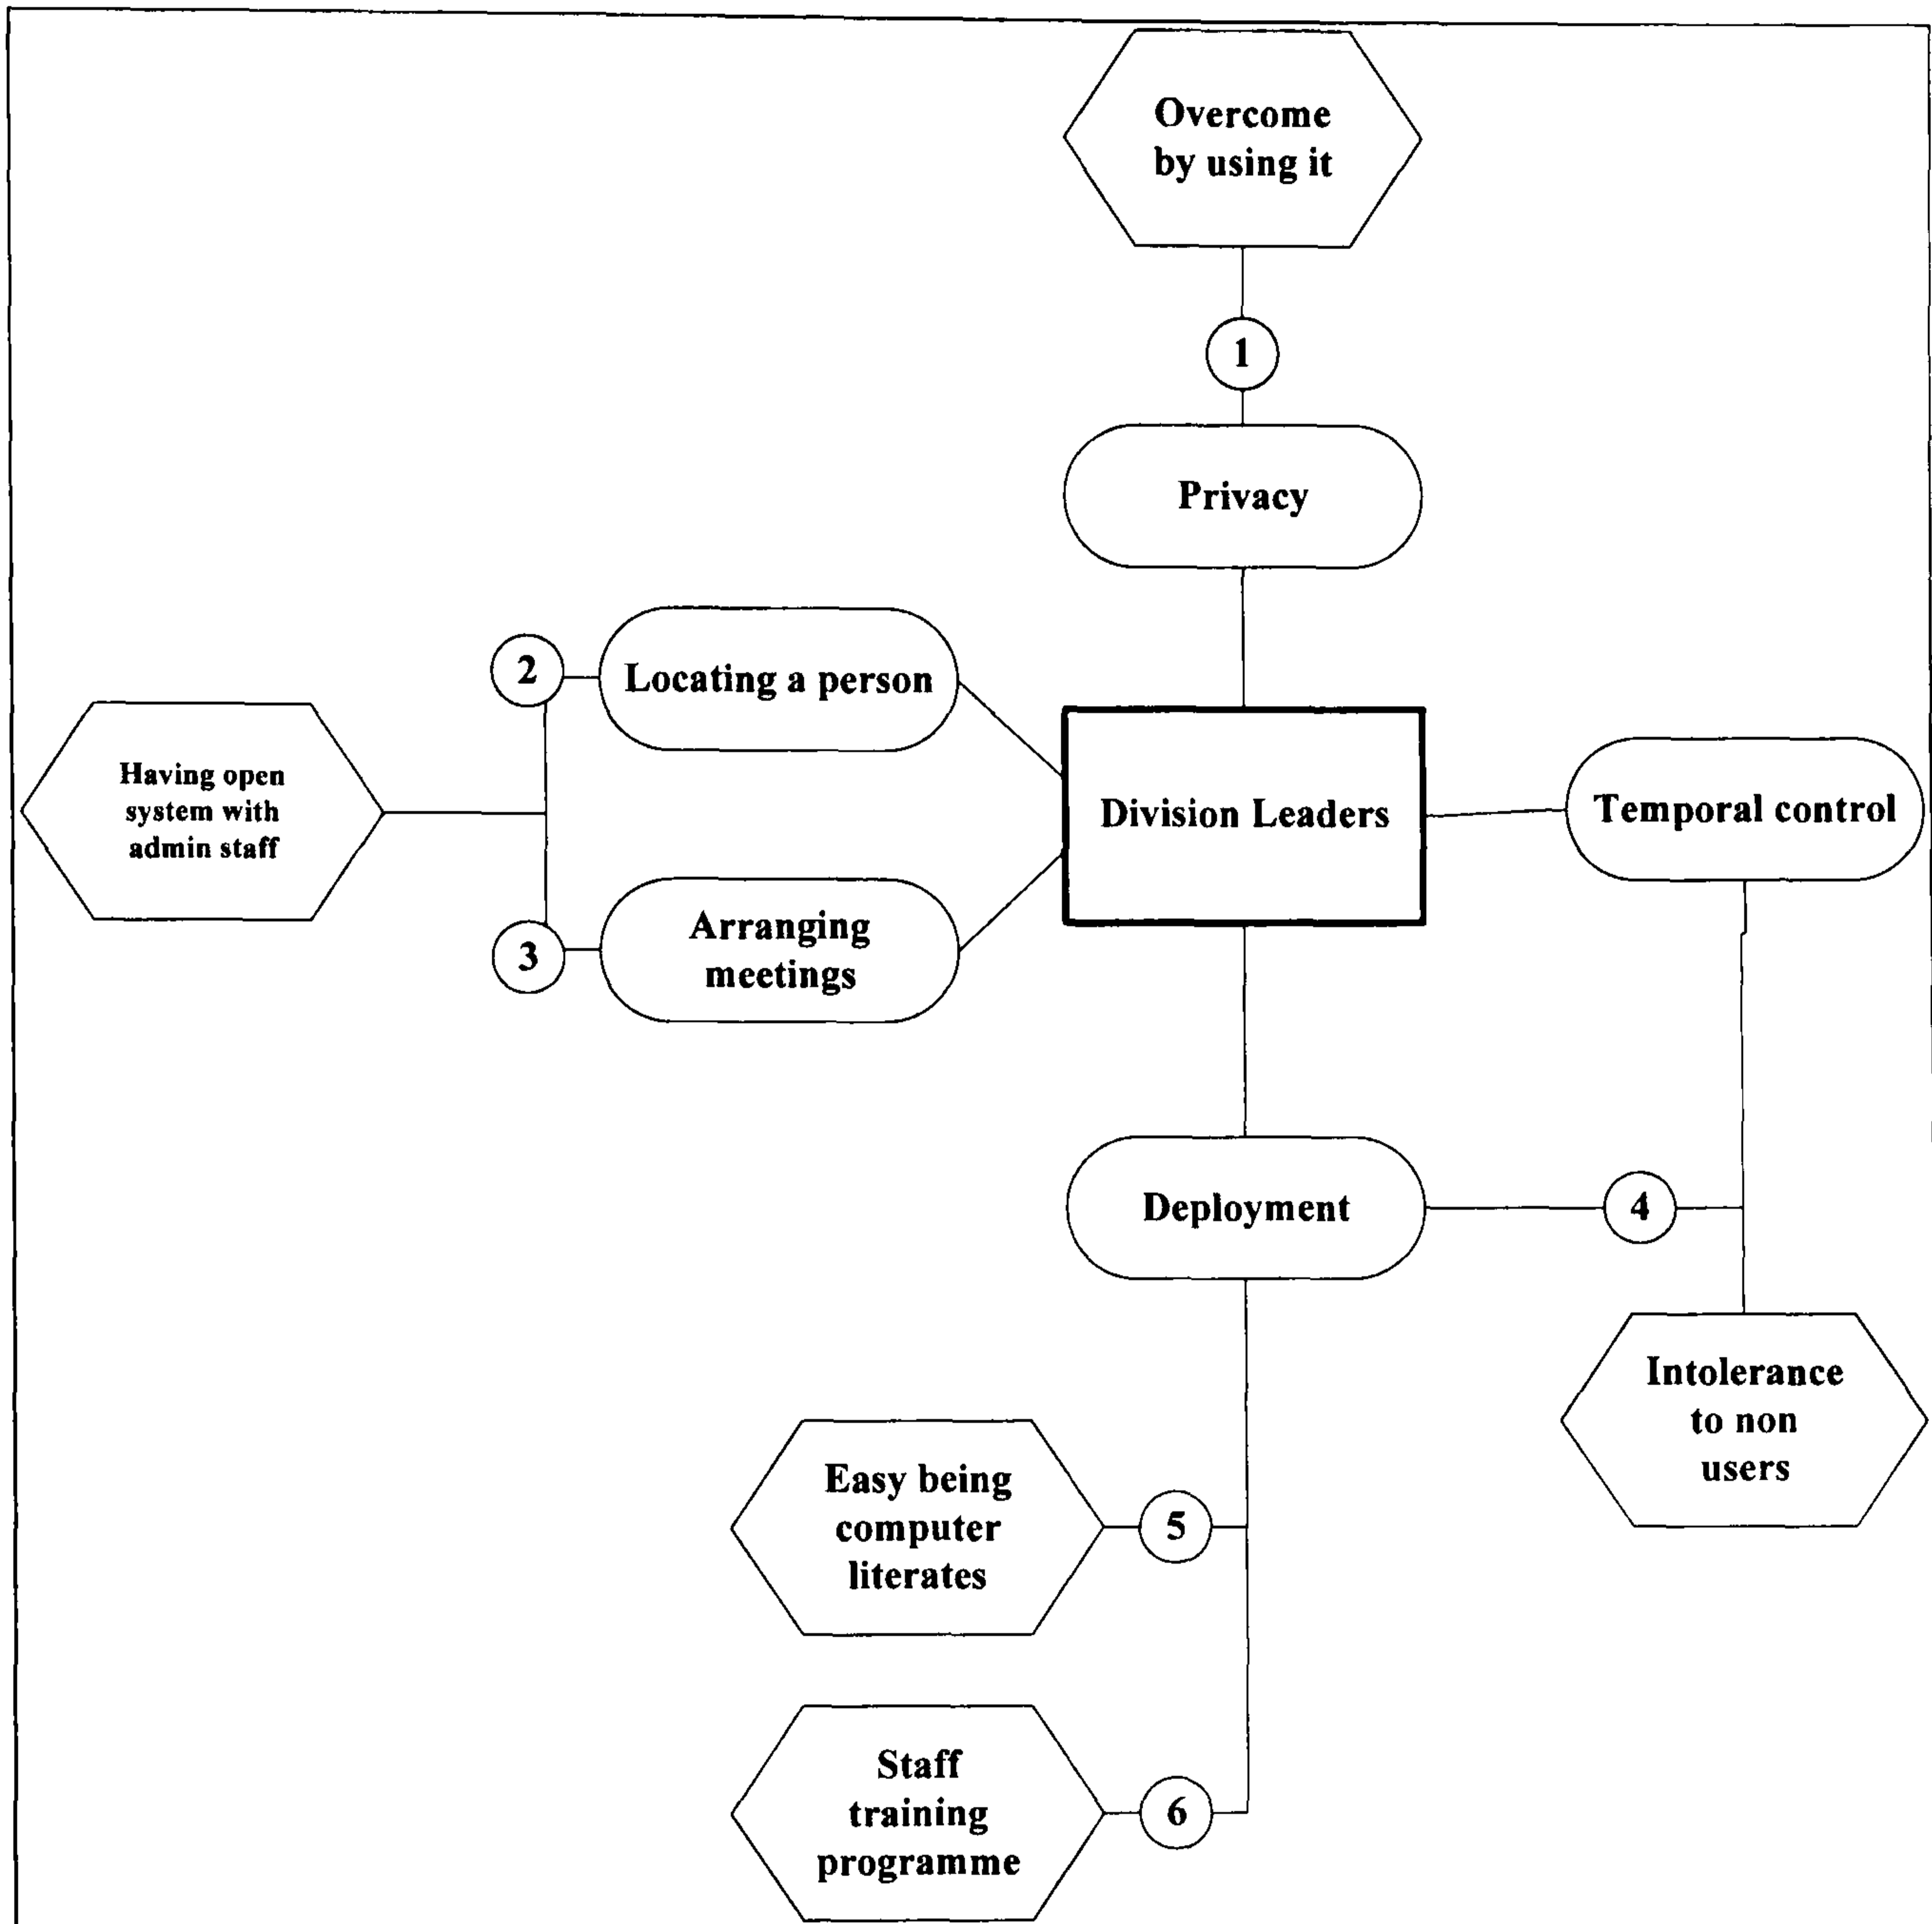 Overcome
by using it
1
Privacy
2
Locating a person
Having open
system with
admin staff
Division Leaders
Temporal control
3
Arranging
meetings
Deployment
4
Intolerance
to non
users
Easy being
computer
literates
5
Staff
training
programme
6